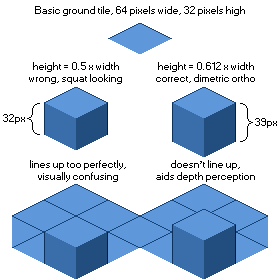 Basic ground tile, 64 pixels wide, 32 pixels high
height = 0.5 x width
wrong, squat looking
height = 0.612 x width
correct, dimetric ortho
32px
39px
lines up too perfectly,
visually confusing
doesn't line up,
aids depth perception